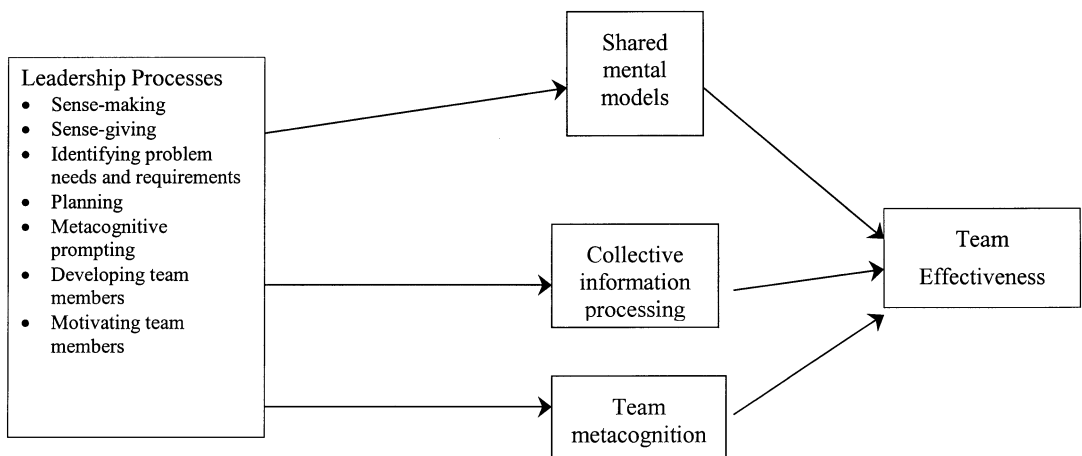 Leadership Processes
• Sense-making
• Sense-giving
• Identifying problem
needs and requirements
• Planning
• Metacognitive
prompting
• Developing team
members
• Motivating team
members
Shared
mental
models
Collective
information
processing
Team
metacognition
Team
Effectiveness